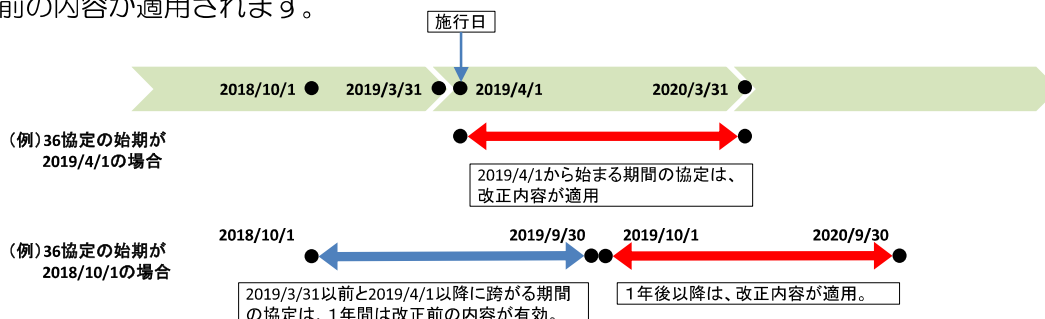 前の内容が適用されます。
施行日
2018/10/1 2019/3/31 2019/4/1 2020/3/31
(例)36協定の始期が
2019/4/1の場合
2019/4/1から始まる期間の協定は、
改正内容が適用
(例)36協定の始期が
2018/10/1の場合
2018/10/1 2019/9/30 2019/10/1 2020/9/30
2019/3/31以前と2019/4/1以降に跨がる期間
の協定は、1年間は改正前の内容が有効。
1年後以降は、改正内容が適用。